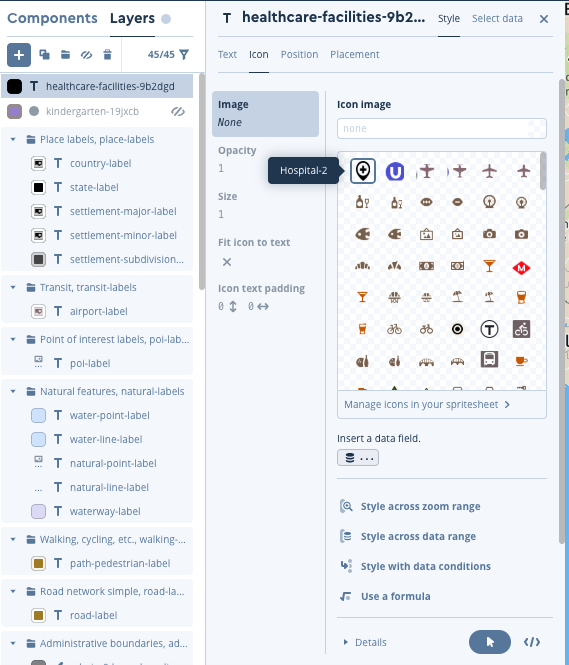 Components Layers
45/45
healthcare-facilities-9b2dgd
kindergarten-19jxcb
Place labels, place-labels
country-label
state-label
settlement-major-label
settlement-minor-label
settlement-subdivision...
Transit, transit-labels
airport-label
Point of interest labels, poi-lab...
poi-label
Natural features, natural-labels
water-point-label
water-line-label
natural-point-label
natural-line-label
waterway-label
Walking, cycling, etc., walking-...
path-pedestrian-label
Road network simple, road-la...
road-label
Administrative boundaries, ad...
T healthcare-facilities-9b2... Style Select data
Text Icon Position Placement
Image
None
Opacity
1
Size
1
Fit icon to text
Icon text padding
0 0
Icon image
none
Hospital-2
Manage icons in your spritesheet
Insert a data field.
Style across zoom range
Style across data range
Style with data conditions
Use a formula
Details